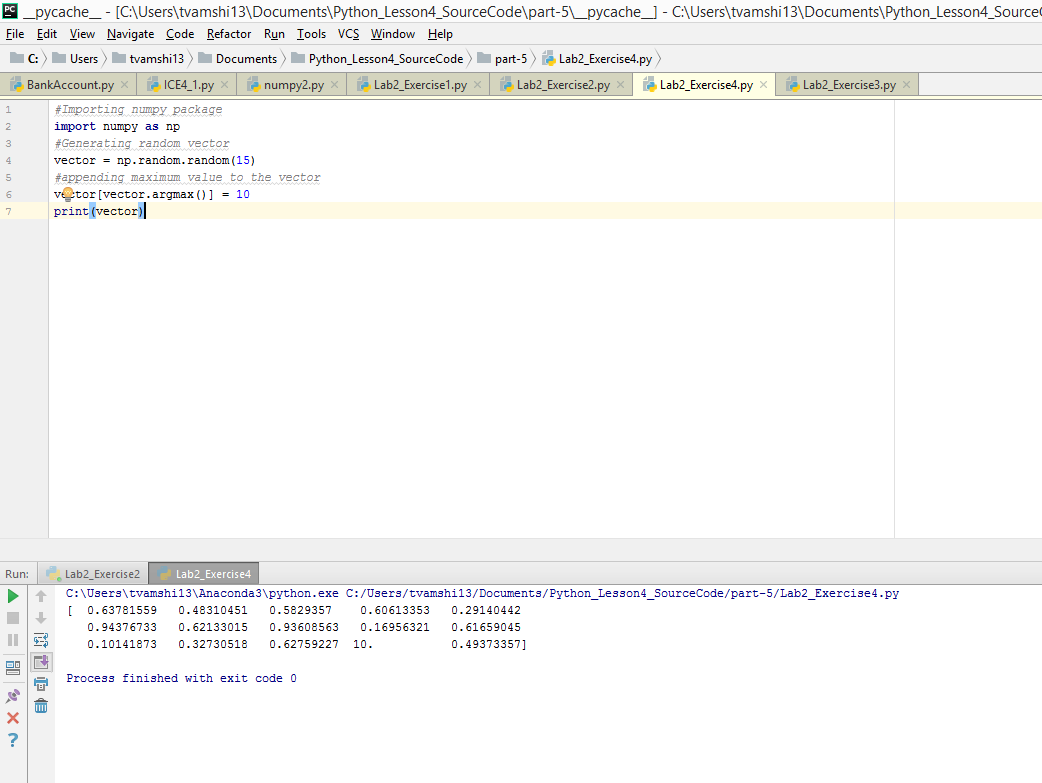 PC __pycache__ - [C:\Users\tvamshi13\Documents\Python_Lesson4_SourceCode\part-5\__pycache__] - C:\Users\tvamshi13\Documents\Python_Lesson4_Source
File Edit View Navigate Code Refactor Run Tools VCS Window Help
C: Users tvamshi13 Documents Python_Lesson4_SourceCode part-5 Lab2_Exercise4.py
BankAccount.py ICE4_1.py numpy2.py Lab2_Exercise1.py Lab2_Exercise2.py Lab2_Exercise4.py Lab2_Exercise3.py
1 #Importing numpy package
2 import numpy as np
3 #Generating random vector
4 vector = np.random.random(15)
5 #appending maximum value to the vector
6 vector[vector.argmax()] = 10
7 print(vector)
Run: Lab2_Exercise2 Lab2_Exercise4
C:\Users\tvamshi13\Anaconda3\python.exe C:/Users/tvamshi13/Documents/Python_Lesson4_SourceCode/part-5/Lab2_Exercise4.py
[ 0.63781559 0.48310451 0.5829357 0.60613353 0.29140442
0.94376733 0.62133015 0.93608563 0.16956321 0.61659045
0.10141873 0.32730518 0.62759227 10. 0.49373357]
Process finished with exit code 0
?